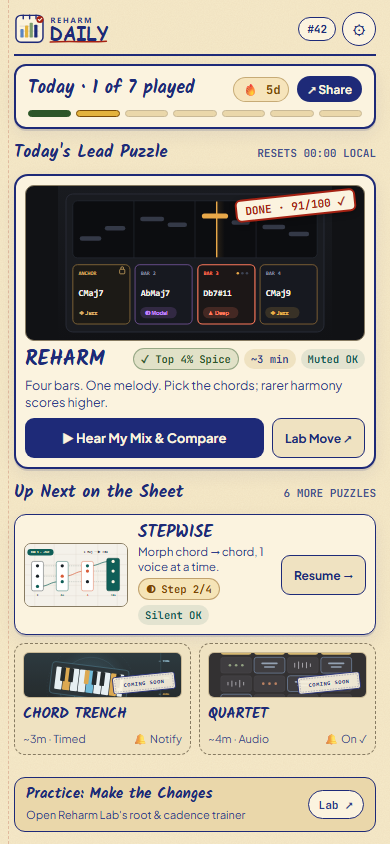 REHARM
DAILY
#42
Today · 1 of 7 played
🔥 5d
↗ Share
Today's Lead Puzzle
RESETS 00:00 LOCAL
DONE · 91/100 ✓
ANCHOR
CMaj7
Jazz
BAR 2
AbMaj7
Modal
BAR 3
Db7#11
Deep
BAR 4
CMaj9
Jazz
REHARM
✓ Top 4% Spice
~3 min
Muted OK
Four bars. One melody. Pick the chords; rarer harmony
scores higher.
▶ Hear My Mix & Compare
Lab Move ↗
Up Next on the Sheet
6 MORE PUZZLES
STEPWISE
Morph chord → chord, 1
voice at a time.
Step 2/4
Silent OK
Resume →
COMING SOON
CHORD TRENCH
~3m · Timed
🔔 Notify
COMING SOON
QUARTET
~4m · Audio
🔔 On ✓
Practice: Make the Changes
Open Reharm Lab's root & cadence trainer
Lab ↗